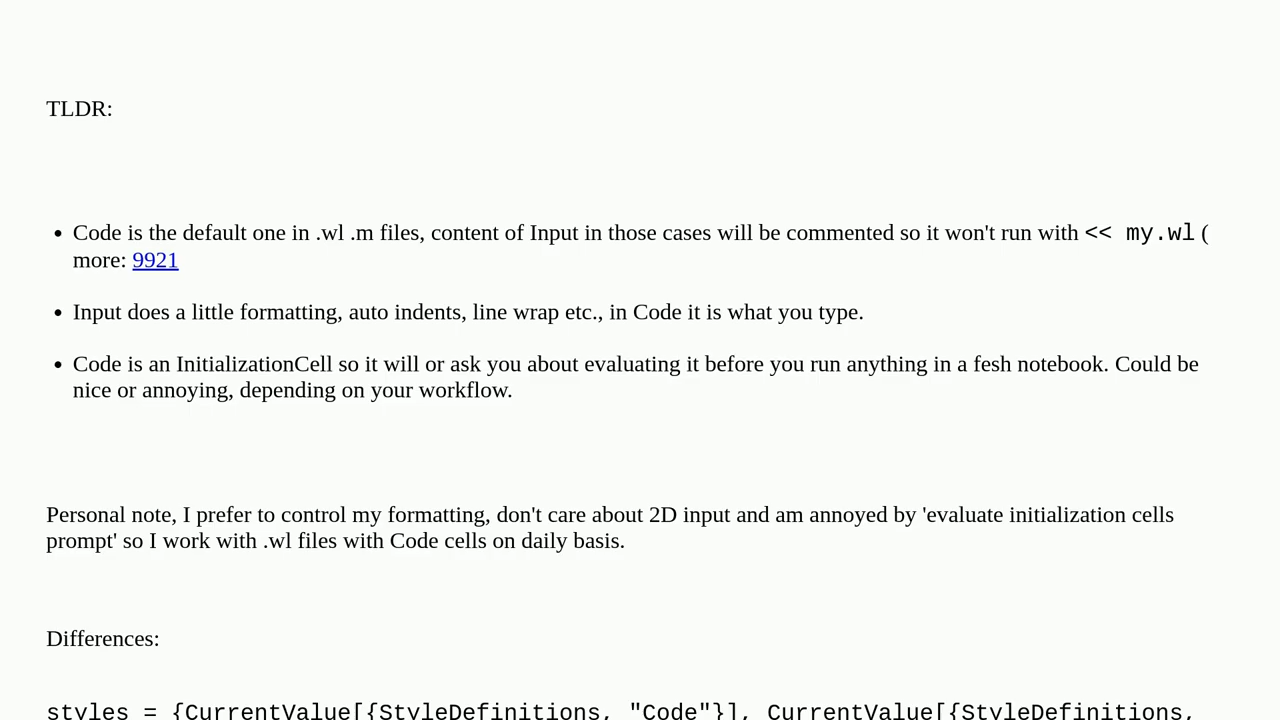 TLDR:
• Code is the default one in .wl .m files, content of Input in those cases will be commented so it won't run with << my.wl (
more: 9921
• Input does a little formatting, auto indents, line wrap etc., in Code it is what you type.
• Code is an InitializationCell so it will or ask you about evaluating it before you run anything in a fesh notebook. Could be
nice or annoying, depending on your workflow.
Personal note, I prefer to control my formatting, don't care about 2D input and am annoyed by 'evaluate initialization cells
prompt' so I work with .wl files with Code cells on daily basis.
Differences:
styles = {CurrentValue[{StyleDefinitions, "Code"}], CurrentValue[{StyleDefinitions,